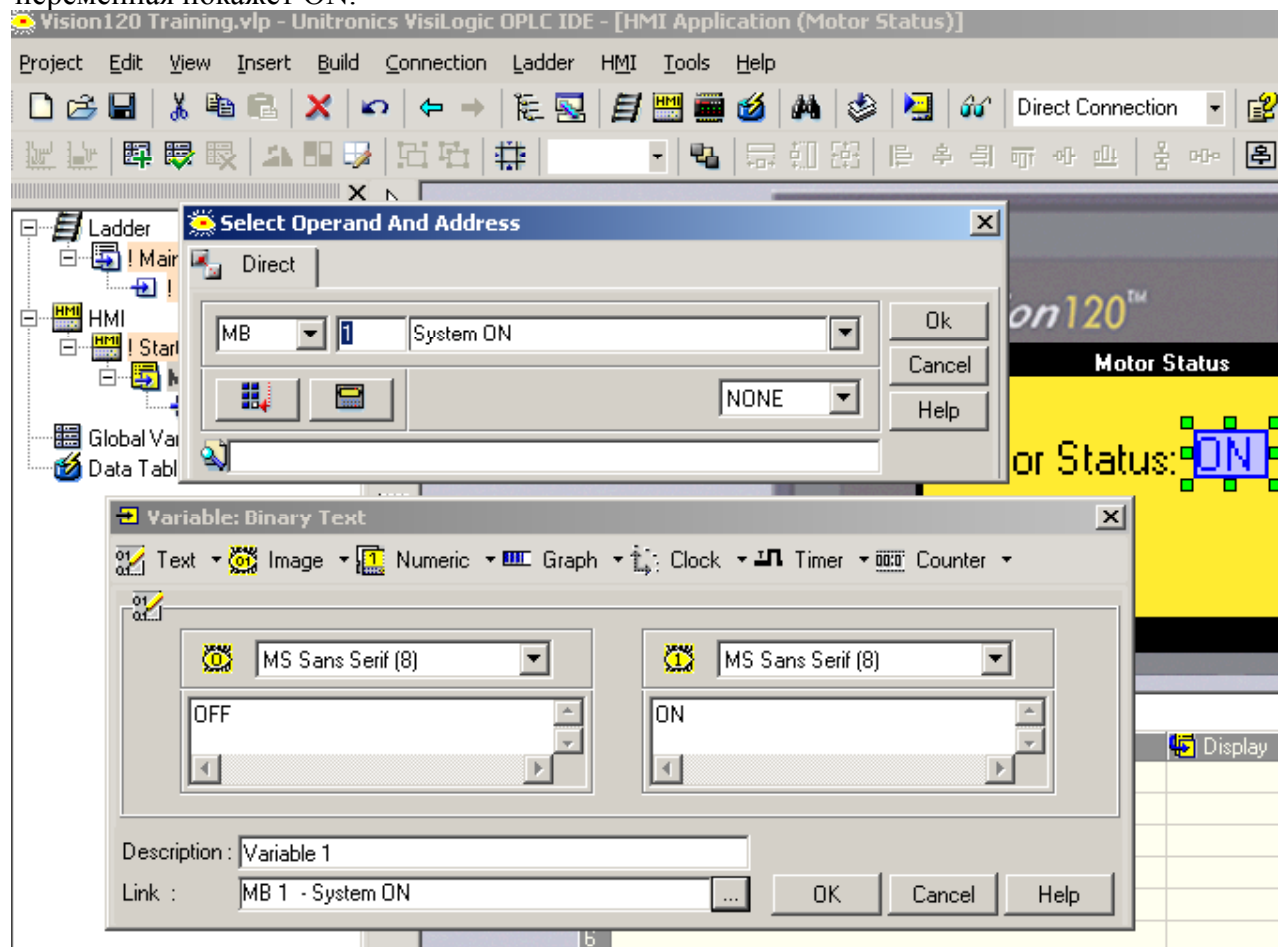 переменная покажет ON.
Vision120 Training.vlp - Unitronics VisiLogic OPLC IDE - [HMI Application (Motor Status)]
Project Edit View Insert Build Connection Ladder HMI Tools Help
Direct Connection
Ladder
! Main
!
HMI
! Start
Global Var
Data Tabl
Select Operand And Address
Direct
MB 1 System ON
Ok
Cancel
NONE
Help
on120™
Motor Status
or Status: ON
Variable: Binary Text
Text Image Numeric Graph Clock Timer Counter
MS Sans Serif (8) MS Sans Serif (8)
OFF ON
Display
Description : Variable 1
Link : MB 1 - System ON ... OK Cancel Help
6